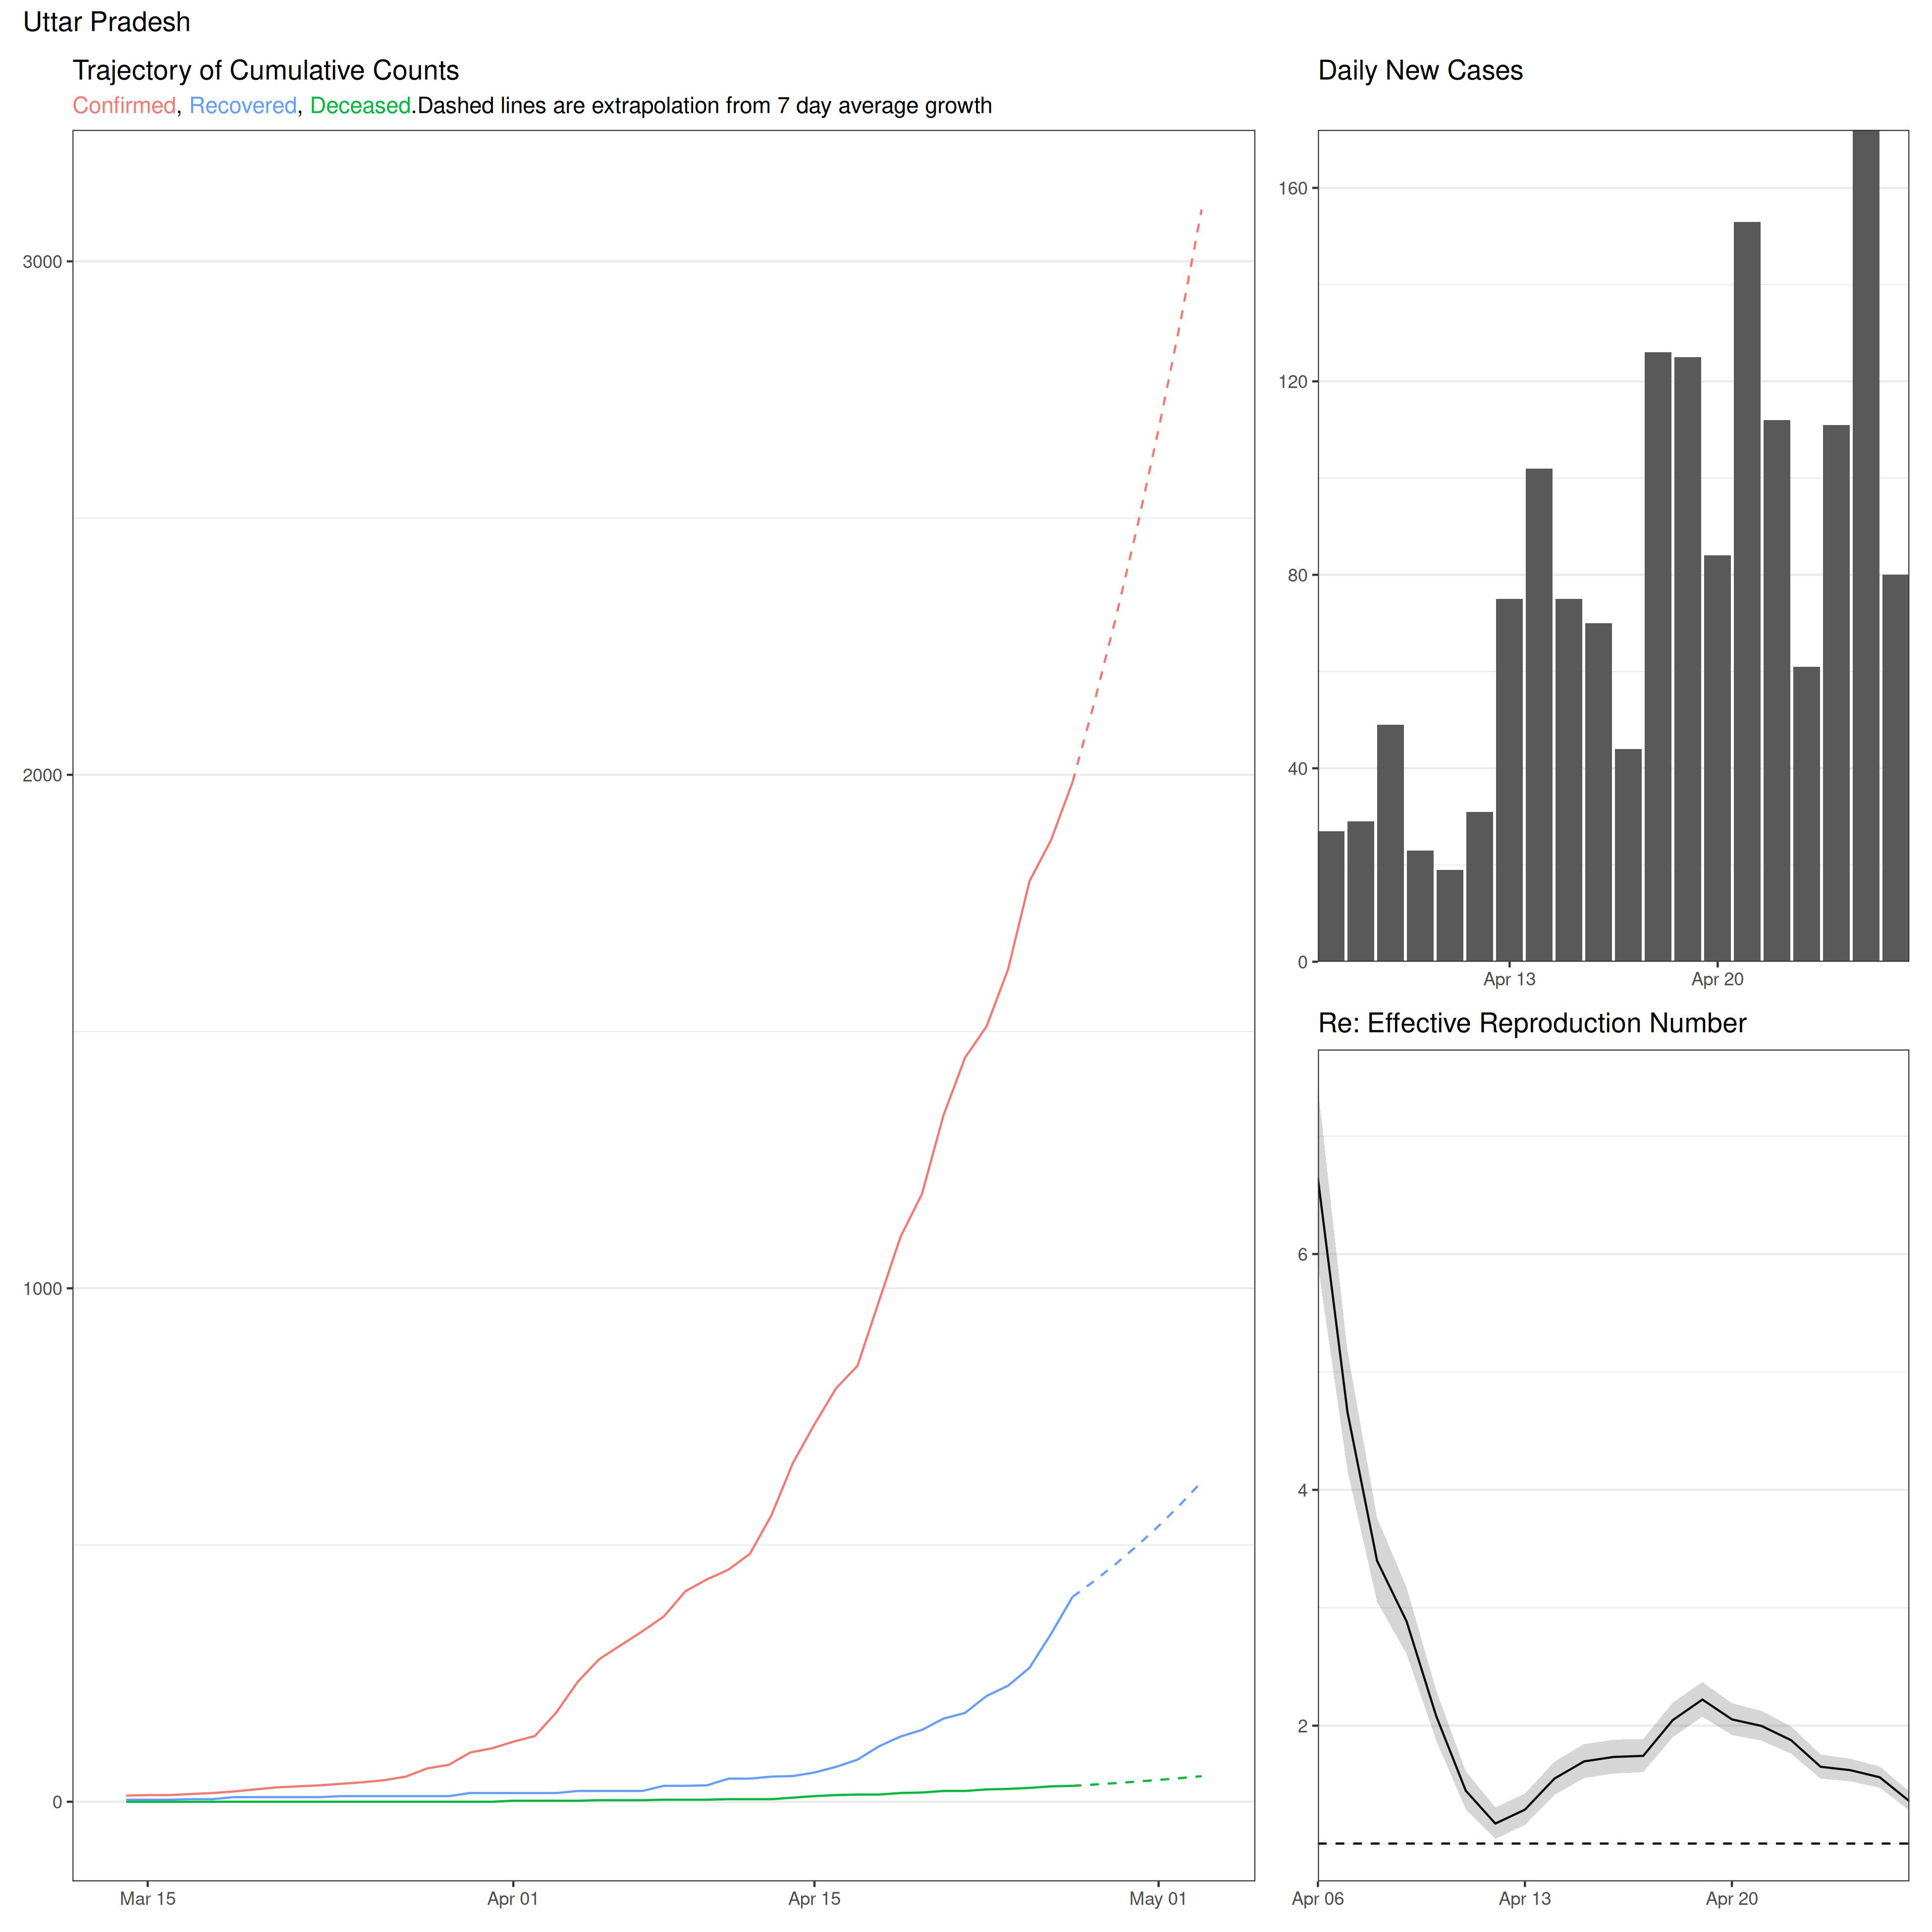 Uttar Pradesh
Trajectory of Cumulative Counts
Confirmed, Recovered, Deceased.Dashed lines are extrapolation from 7 day average growth
3000
2000
1000
0
Mar 15 Apr 01 Apr 15 May 01
Daily New Cases
160
120
80
40
0
Apr 13 Apr 20
Re: Effective Reproduction Number
6
4
2
Apr 06 Apr 13 Apr 20